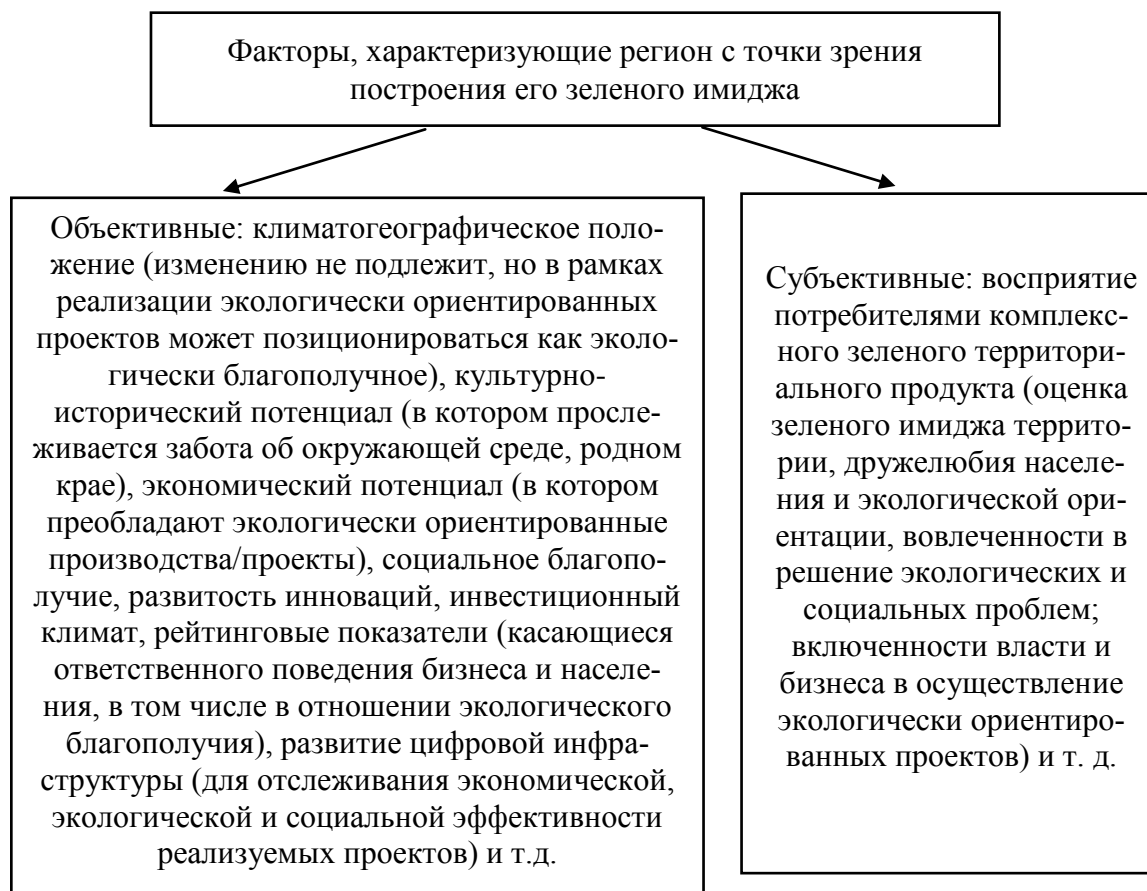 Факторы, характеризующие регион с точки зрения
построения его зеленого имиджа
Объективные: климатогеографическое поло-
жение (изменению не подлежит, но в рамках
реализации экологически ориентированных
проектов может позиционироваться как эколо-
гически благополучное), культурно-
исторический потенциал (в котором просле-
живается забота об окружающей среде, родном
крае), экономический потенциал (в котором
преобладают экологически ориентированные
производства/проекты), социальное благопо-
лучие, развитость инноваций, инвестиционный
климат, рейтинговые показатели (касающиеся
ответственного поведения бизнеса и населе-
ния, в том числе в отношении экологического
благополучия), развитие цифровой инфра-
структуры (для отслеживания экономической,
экологической и социальной эффективности
реализуемых проектов) и т.д.
Субъективные: восприятие
потребителями комплекс-
ного зеленого территори-
ального продукта (оценка
зеленого имиджа террито-
рии, дружелюбия населе-
ния и экологической ори-
ентации, вовлеченности в
решение экологических и
социальных проблем;
включенности власти и
бизнеса в осуществление
экологически ориентиро-
ванных проектов) и т. д.